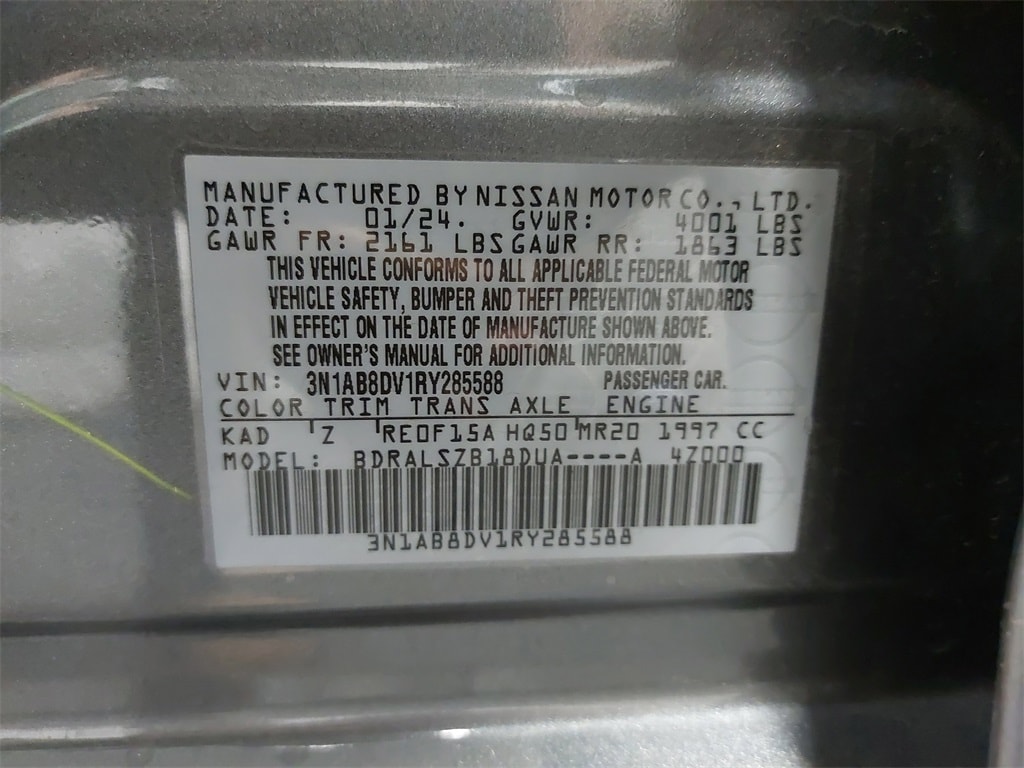 MANUFACTURED BY NISSAN MOTOR CO., LTD.
DATE: 01/24. GVWR: 4001 LBS
GAWR FR: 2161 LBS GAWR RR: 1863 LBS
THIS VEHICLE CONFORMS TO ALL APPLICABLE FEDERAL MOTOR
VEHICLE SAFETY, BUMPER AND THEFT PREVENTION STANDARDS
IN EFFECT ON THE DATE OF MANUFACTURE SHOWN ABOVE.
SEE OWNER'S MANUAL FOR ADDITIONAL INFORMATION.
VIN: 3N1AB8DV1RY285588 PASSENGER CAR.
COLOR TRIM TRANS AXLE ENGINE
KAD Z RE0F15A HQ50 MR20 1997 CC
MODEL: BDRALSZB18DUA----A 4Z000
3N1AB8DV1RY285588